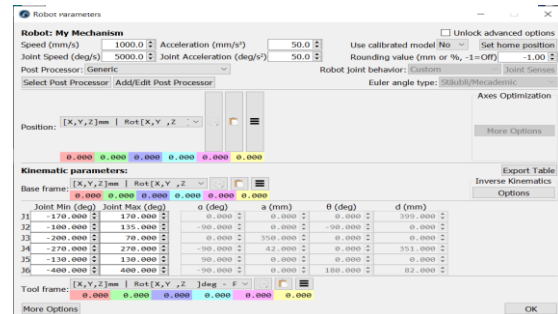 Robot Parameters
Robot: My Mechanism
Unlock advanced options
Speed (mm/s) 1000.0 Acceleration (mm/s²) 50.0 Use calibrated model No Set home position
Joint Speed (deg/s) 5000.0 Joint Acceleration (deg/s²) 50.0 Rounding value (mm or %, -1=Off) -1.00
Post Processor: Generic Robot joint behavior: Custom Joint Senses
Select Post Processor Add/Edit Post Processor Euler angle type: Stäubli/Mecademic
Axes Optimization
Position: [X,Y,Z]mm | Rot[X,Y ,Z
More Options
0.000 0.000 0.000 0.000 0.000 0.000
Kinematic parameters: Export Table
Base frame: [X,Y,Z]mm | Rot[X,Y ,Z Inverse Kinematics
0.000 0.000 0.000 0.000 0.000 0.000 Options
Joint Min (deg) Joint Max (deg) α (deg) a (mm) θ (deg) d (mm)
J1 -170.000 170.000 0.000 0.000 0.000 399.000
J2 -100.000 135.000 -90.000 0.000 -90.000 0.000
J3 -200.000 70.000 0.000 350.000 0.000 0.000
J4 -270.000 270.000 -90.000 42.000 0.000 351.000
J5 -130.000 130.000 90.000 0.000 0.000 0.000
J6 -400.000 400.000 -90.000 0.000 180.000 82.000
Tool frame: [X,Y,Z]mm | Rot[X,Y ,Z ]deg - F
0.000 0.000 0.000 0.000 0.000 0.000
More Options OK